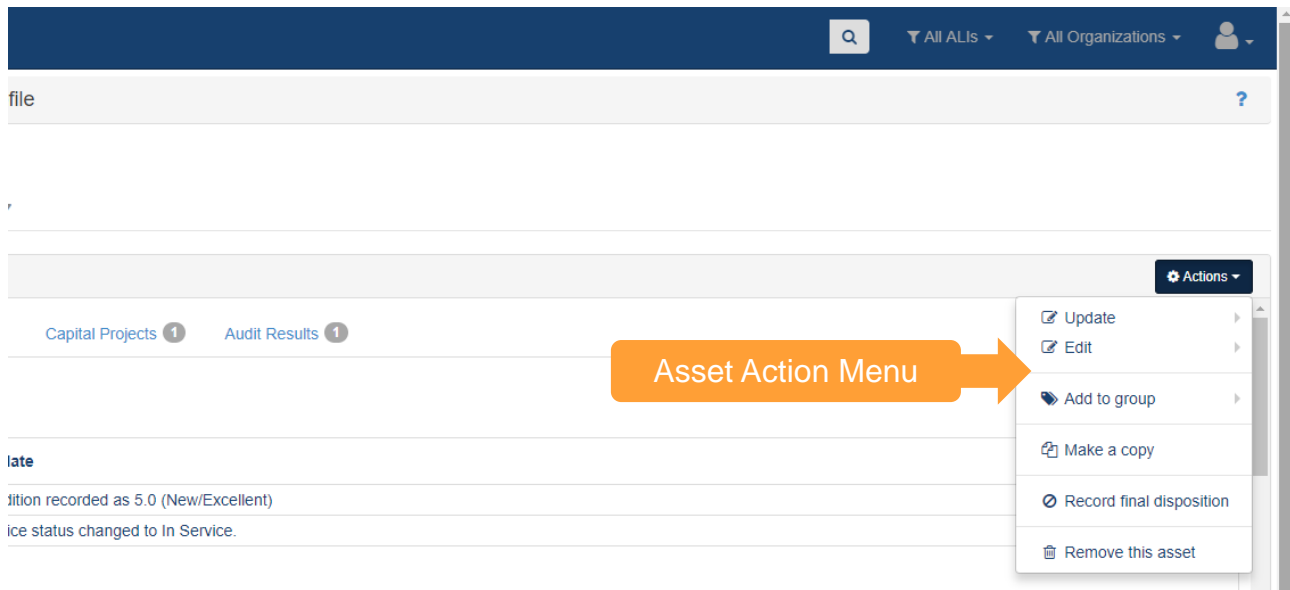 All ALIs
All Organizations
file
?
Actions
Capital Projects 1
Audit Results 1
Update
Edit
Asset Action Menu
Add to group
Make a copy
Record final disposition
Remove this asset
late
dition recorded as 5.0 (New/Excellent)
ice status changed to In Service.